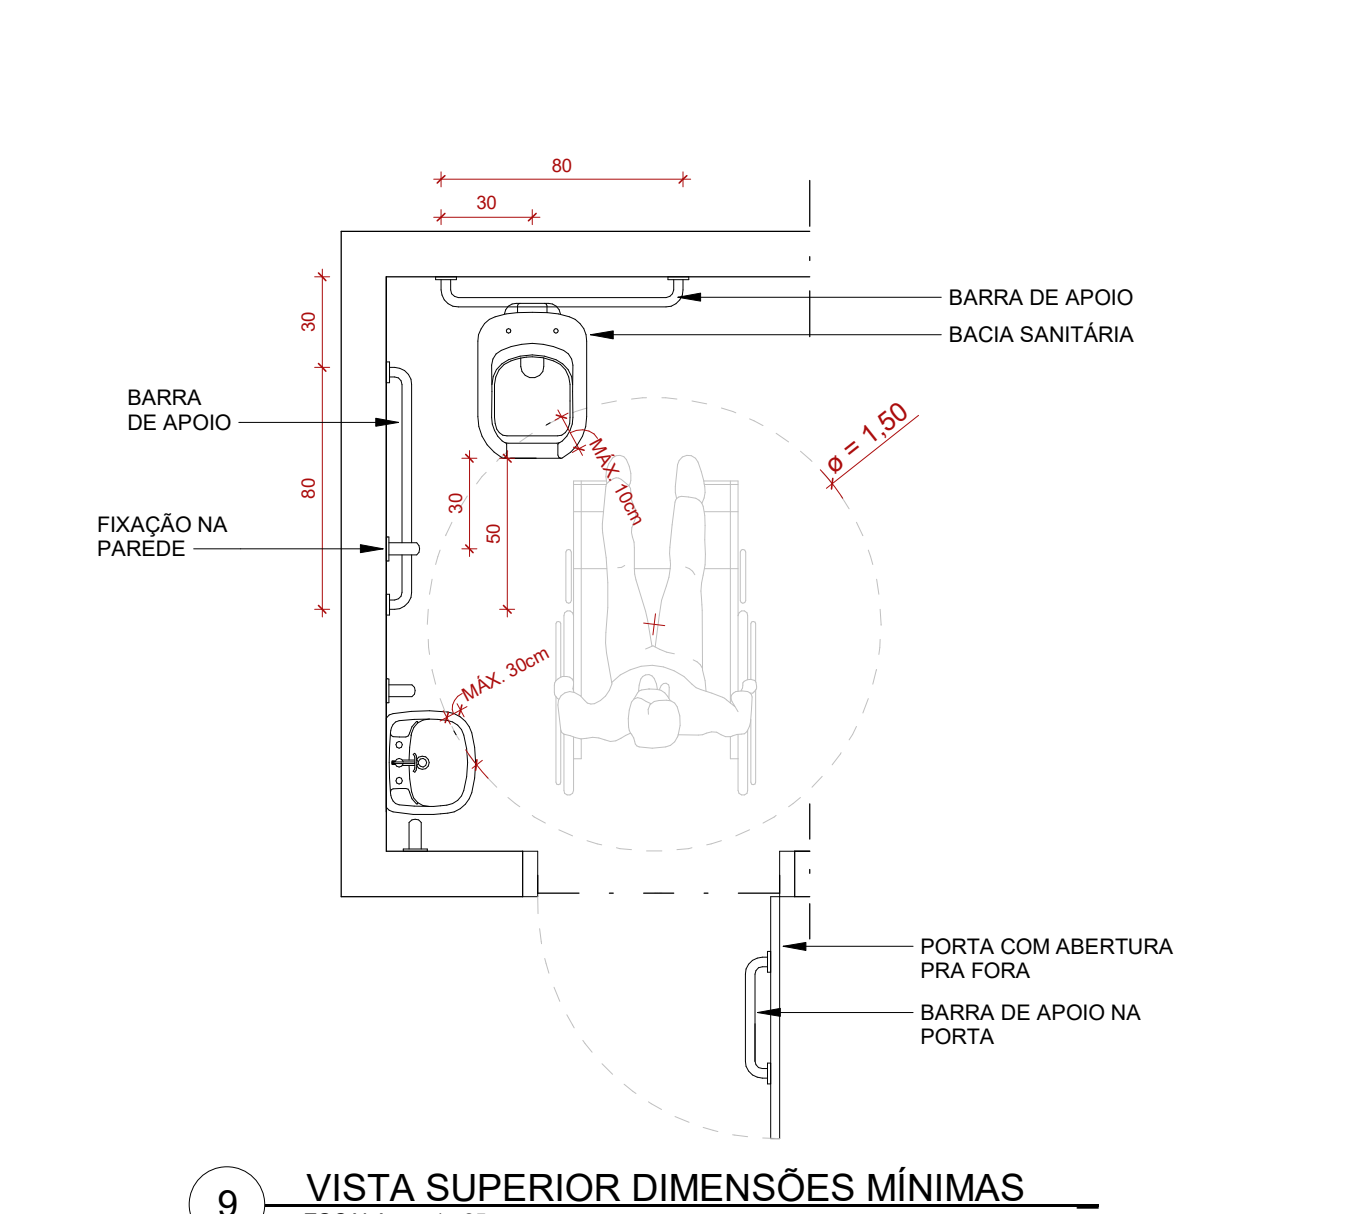 80
30
30
BARRA DE APOIO
BACIA SANITÁRIA
BARRA
DE APOIO
ø = 1,50
MÁX. 10cm
80
30
50
FIXAÇÃO NA
PAREDE
MÁX. 30cm
PORTA COM ABERTURA
PRA FORA
BARRA DE APOIO NA
PORTA
9
VISTA SUPERIOR DIMENSÕES MÍNIMAS